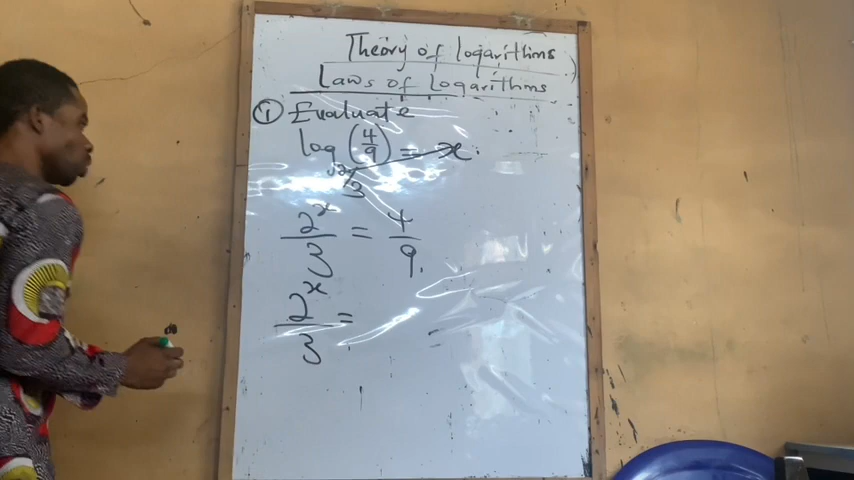 Theory of logarithms
Laws of Logarithms
① Evaluate
log 2/3 (4/9) = x.
2^x/3 = 4/9.
2^x/3 = =